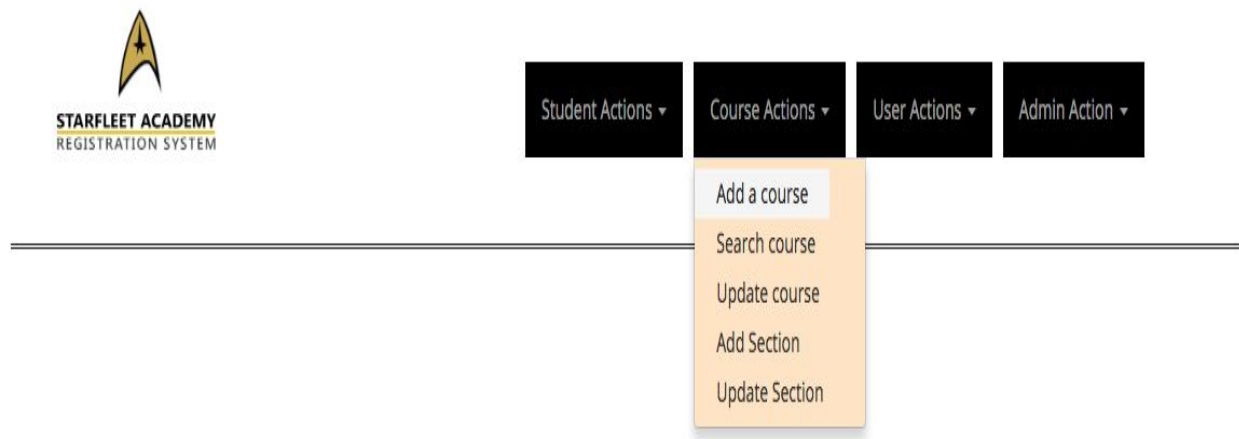 STARFLEET ACADEMY
REGISTRATION SYSTEM
Student Actions
Course Actions
User Actions
Admin Action
Add a course
Search course
Update course
Add Section
Update Section